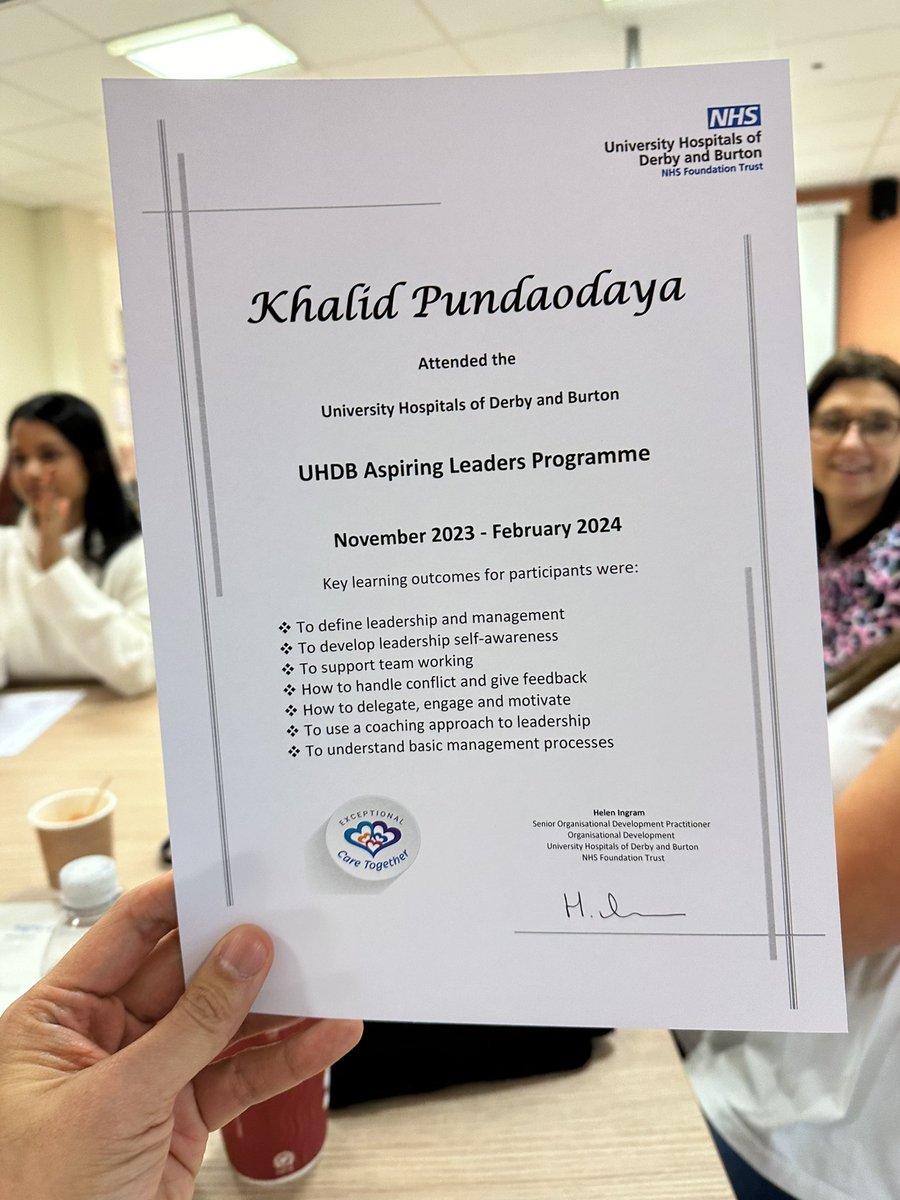 NHS
University Hospitals of
Derby and Burton
NHS Foundation Trust
Khalid Pundaodaya
Attended the
University Hospitals of Derby and Burton
UHDB Aspiring Leaders Programme
November 2023 - February 2024
Key learning outcomes for participants were:
❖ To define leadership and management
❖ To develop leadership self-awareness
❖ To support team working
❖ How to handle conflict and give feedback
❖ How to delegate, engage and motivate
❖ To use a coaching approach to leadership
❖ To understand basic management processes
EXCEPTIONAL
Care Together
Helen Ingram
Senior Organisational Development Practitioner
Organisational Development
University Hospitals of Derby and Burton
NHS Foundation Trust